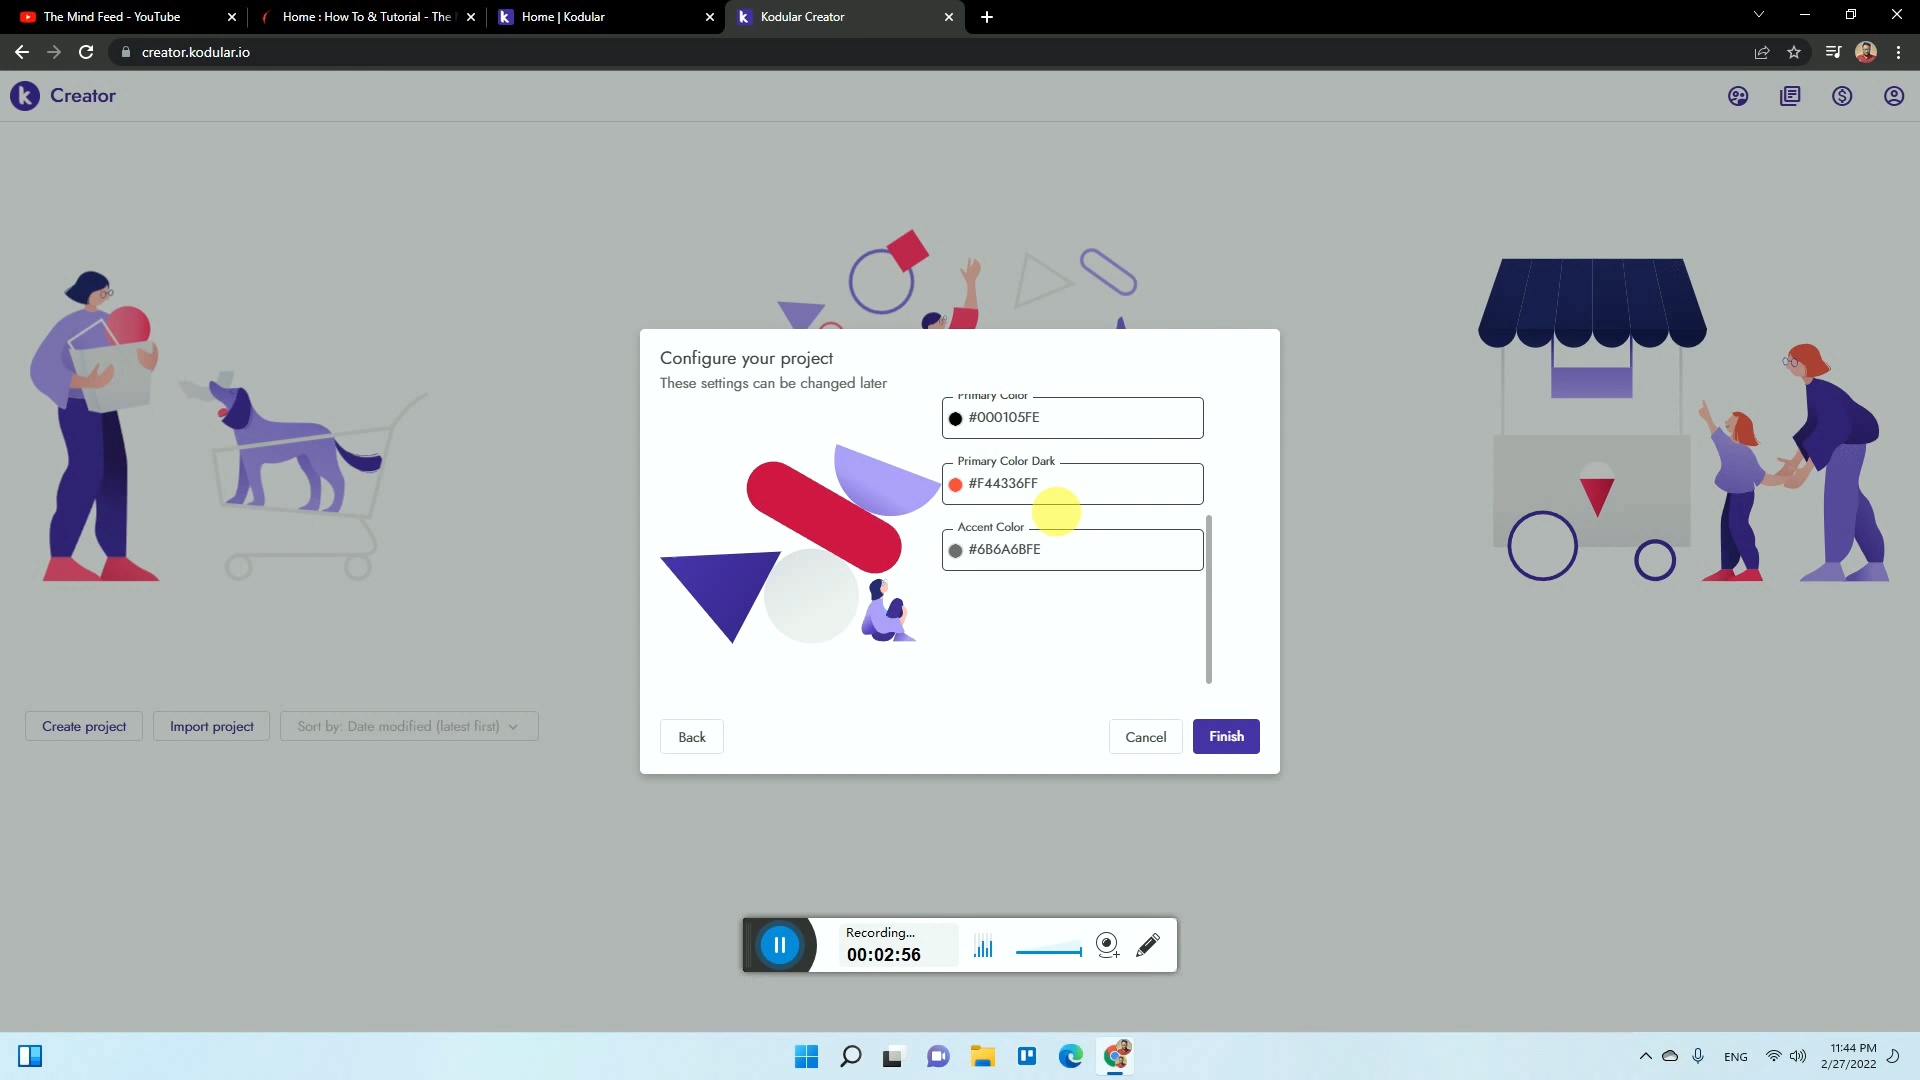 The Mind Feed - YouTube
Home : How To & Tutorial - The
Home | Kodular
Kodular Creator
creator.kodular.io
Creator
Configure your project
These settings can be changed later
Primary Color
#000105FE
Primary Color Dark
#F44336FF
Accent Color
#6B6A6BFE
Create project
Import project
Sort by: Date modified (latest first)
Back
Cancel
Finish
Recording...
00:02:56
ENG
11:44 PM
2/27/2022